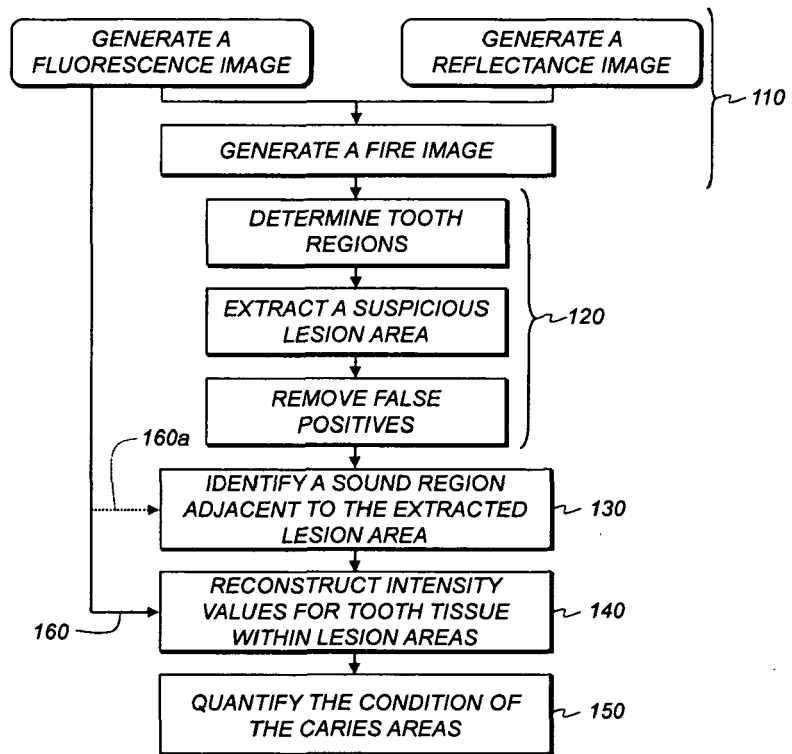 GENERATE A
FLUORESCENCE IMAGE
GENERATE A
REFLECTANCE IMAGE
110
GENERATE A FIRE IMAGE
DETERMINE TOOTH
REGIONS
EXTRACT A SUSPICIOUS
LESION AREA
120
REMOVE FALSE
POSITIVES
160a
IDENTIFY A SOUND REGION
ADJACENT TO THE EXTRACTED
LESION AREA
130
RECONSTRUCT INTENSITY
VALUES FOR TOOTH TISSUE
WITHIN LESION AREAS
140
160
QUANTIFY THE CONDITION OF
THE CARIES AREAS
150